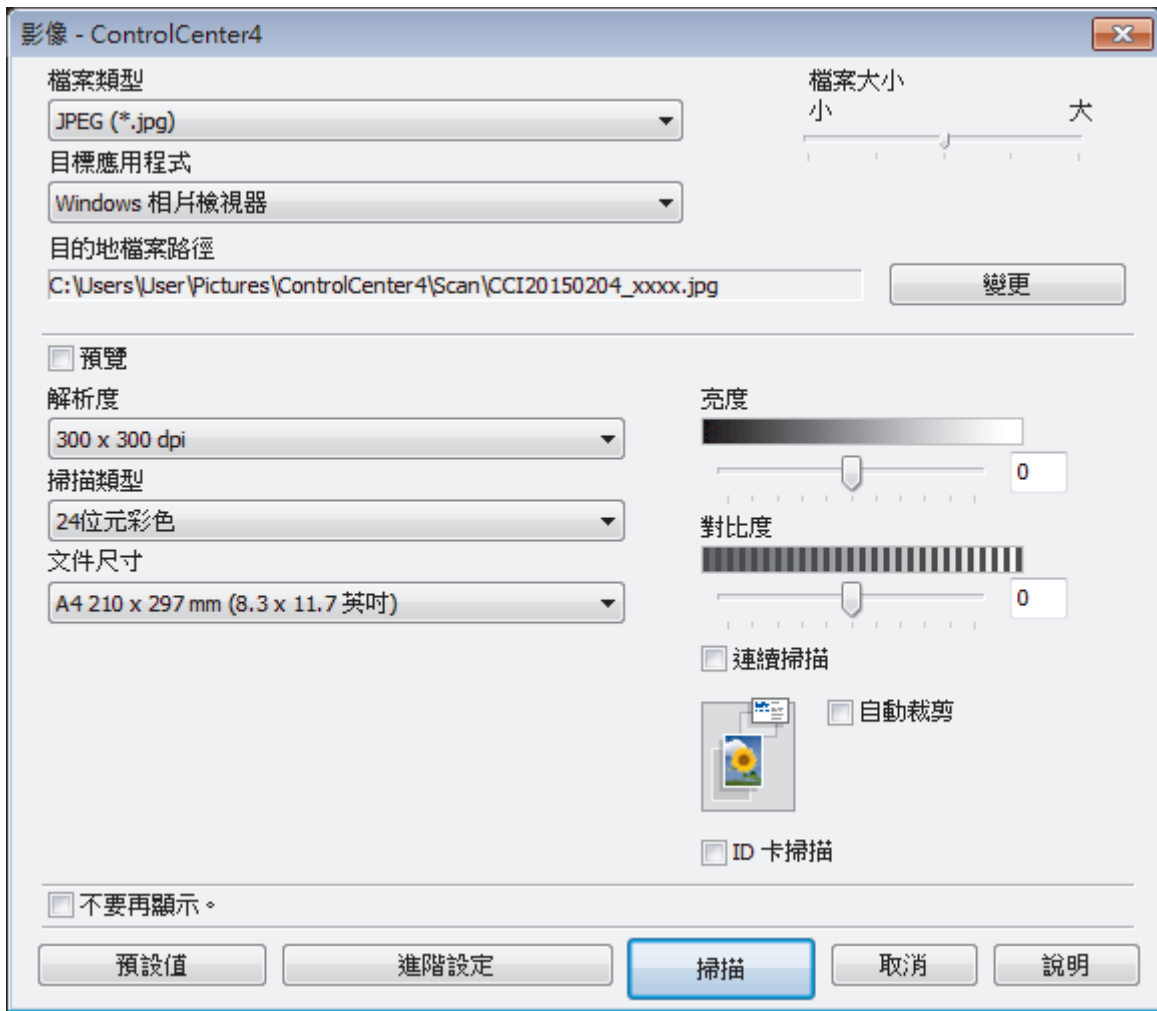 影像 - ControlCenter4
檔案類型
JPEG (*.jpg)
檔案大小
小 大
目標應用程式
Windows 相片檢視器
目的地檔案路徑
C:\Users\User\Pictures\ControlCenter4\Scan\CCI20150204_xxxx.jpg
變更
預覽
解析度
300 x 300 dpi
掃描類型
24位元彩色
文件尺寸
A4 210 x 297 mm (8.3 x 11.7 英吋)
亮度
0
對比度
0
連續掃描
自動裁剪
ID 卡掃描
不要再顯示。
預設值 進階設定 掃描 取消 說明